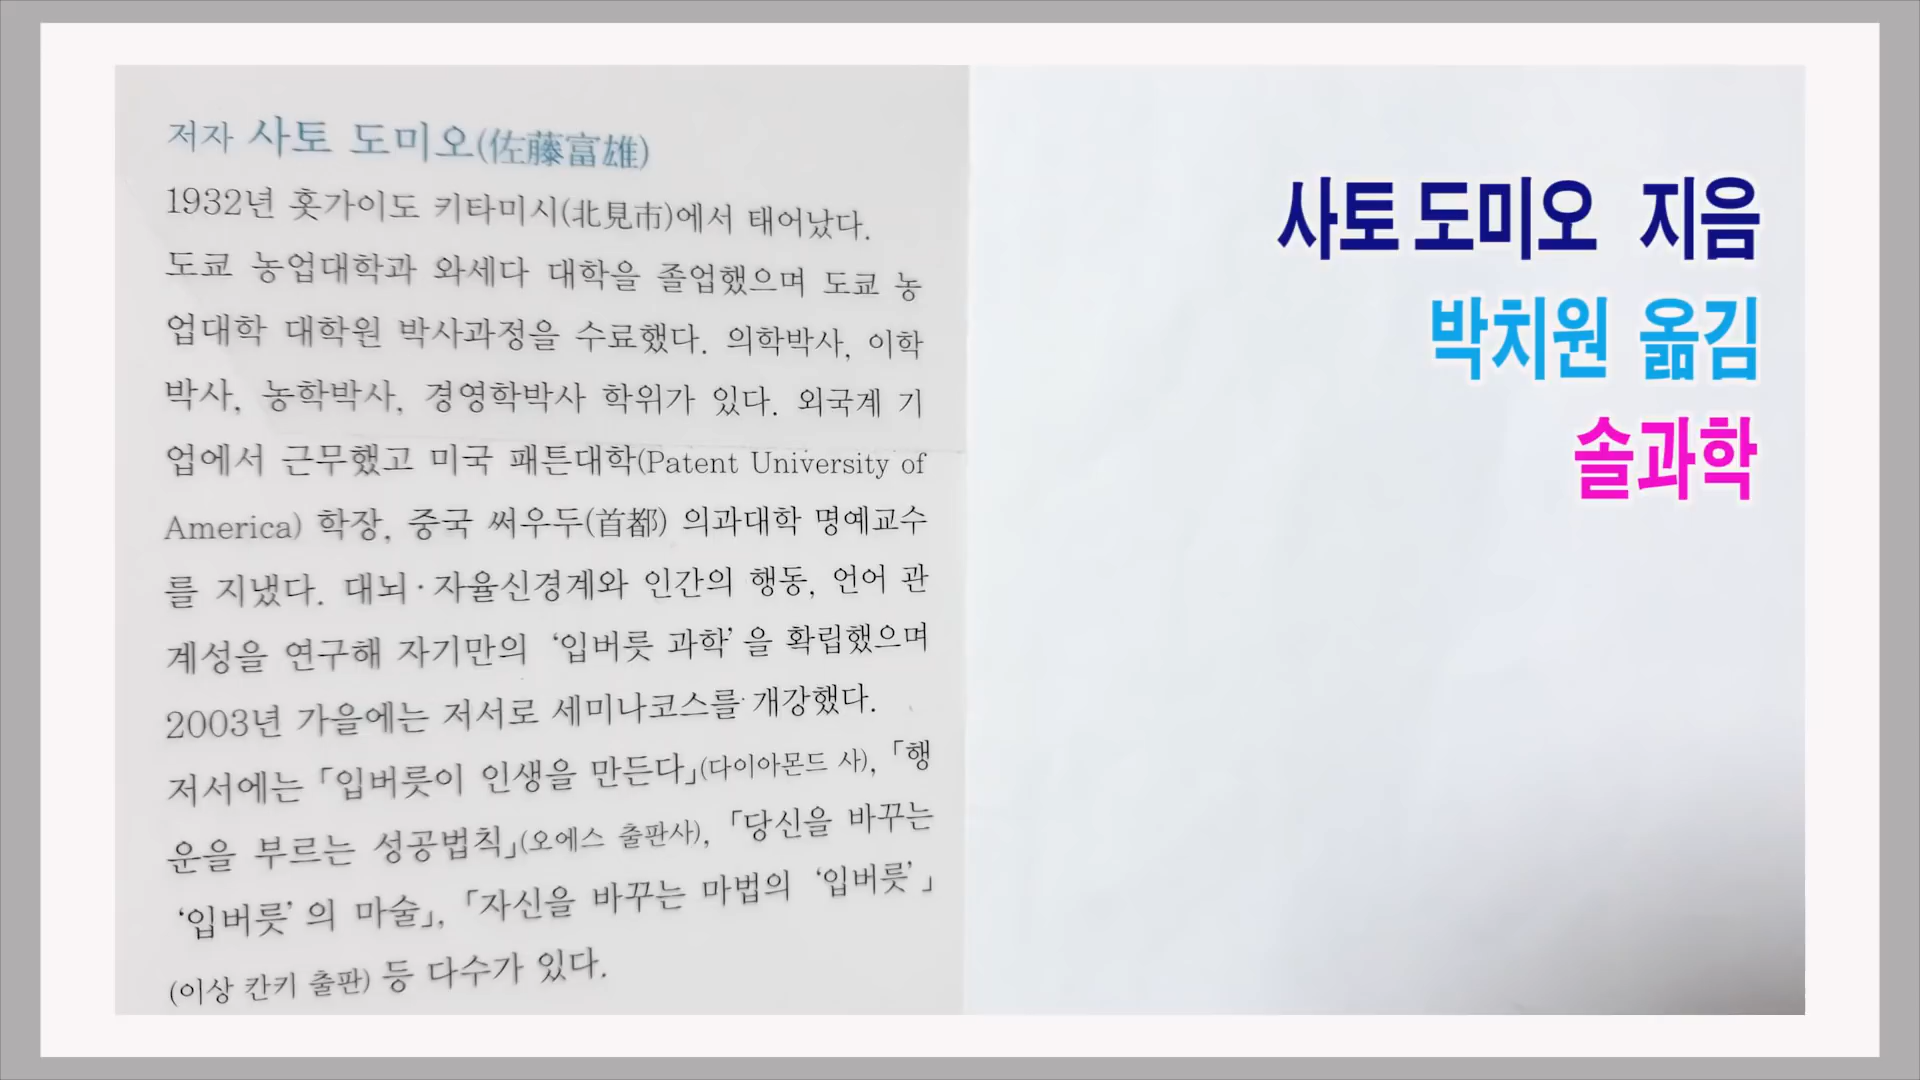 저자 사토 도미오(佐藤富雄)
1932년 홋가이도 키타미시(北見市)에서 태어났다.
도쿄 농업대학과 와세다 대학을 졸업했으며 도쿄 농
업대학 대학원 박사과정을 수료했다. 의학박사, 이학
박사, 농학박사, 경영학박사 학위가 있다. 외국계 기
업에서 근무했고 미국 패튼대학(Patent University of
America) 학장, 중국 써우두(首都) 의과대학 명예교수
를 지냈다. 대뇌·자율신경계와 인간의 행동, 언어 관
계성을 연구해 자기만의 ‘입버릇 과학’을 확립했으며
2003년 가을에는 저서로 세미나코스를 개강했다.
저서에는 「입버릇이 인생을 만든다」(다이아몬드 사), 「행
운을 부르는 성공법칙」(오에스 출판사), 「당신을 바꾸는
‘입버릇’의 마술」, 「자신을 바꾸는 마법의 ‘입버릇’」
(이상 칸키 출판) 등 다수가 있다.
사토 도미오 지음
박치원 옮김
솔과학